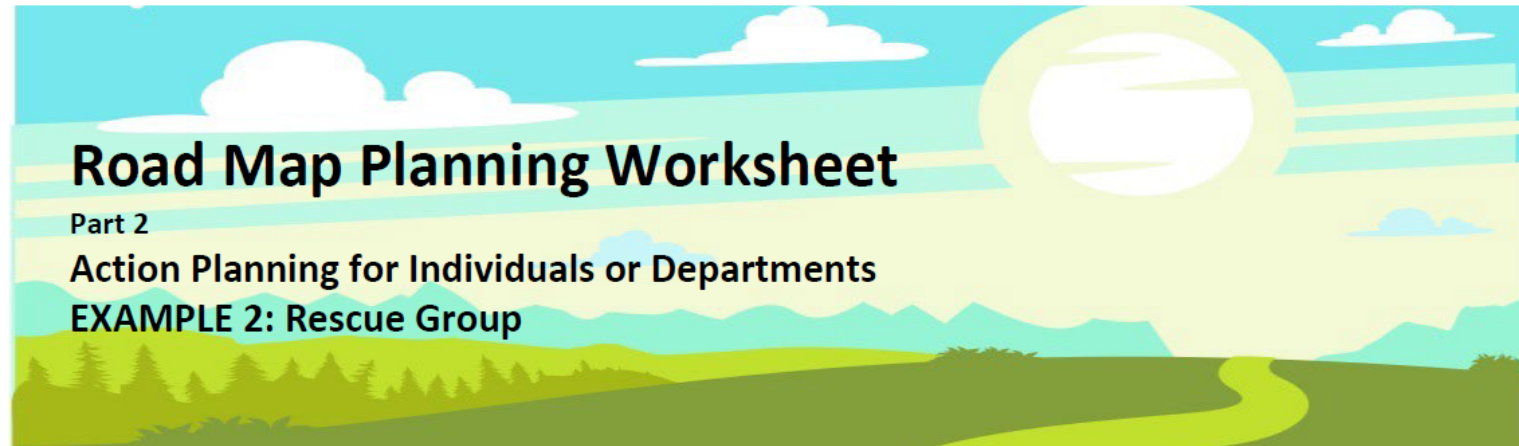 Road Map Planning Worksheet
Part 2
Action Planning for Individuals or Departments
EXAMPLE 2: Rescue Group